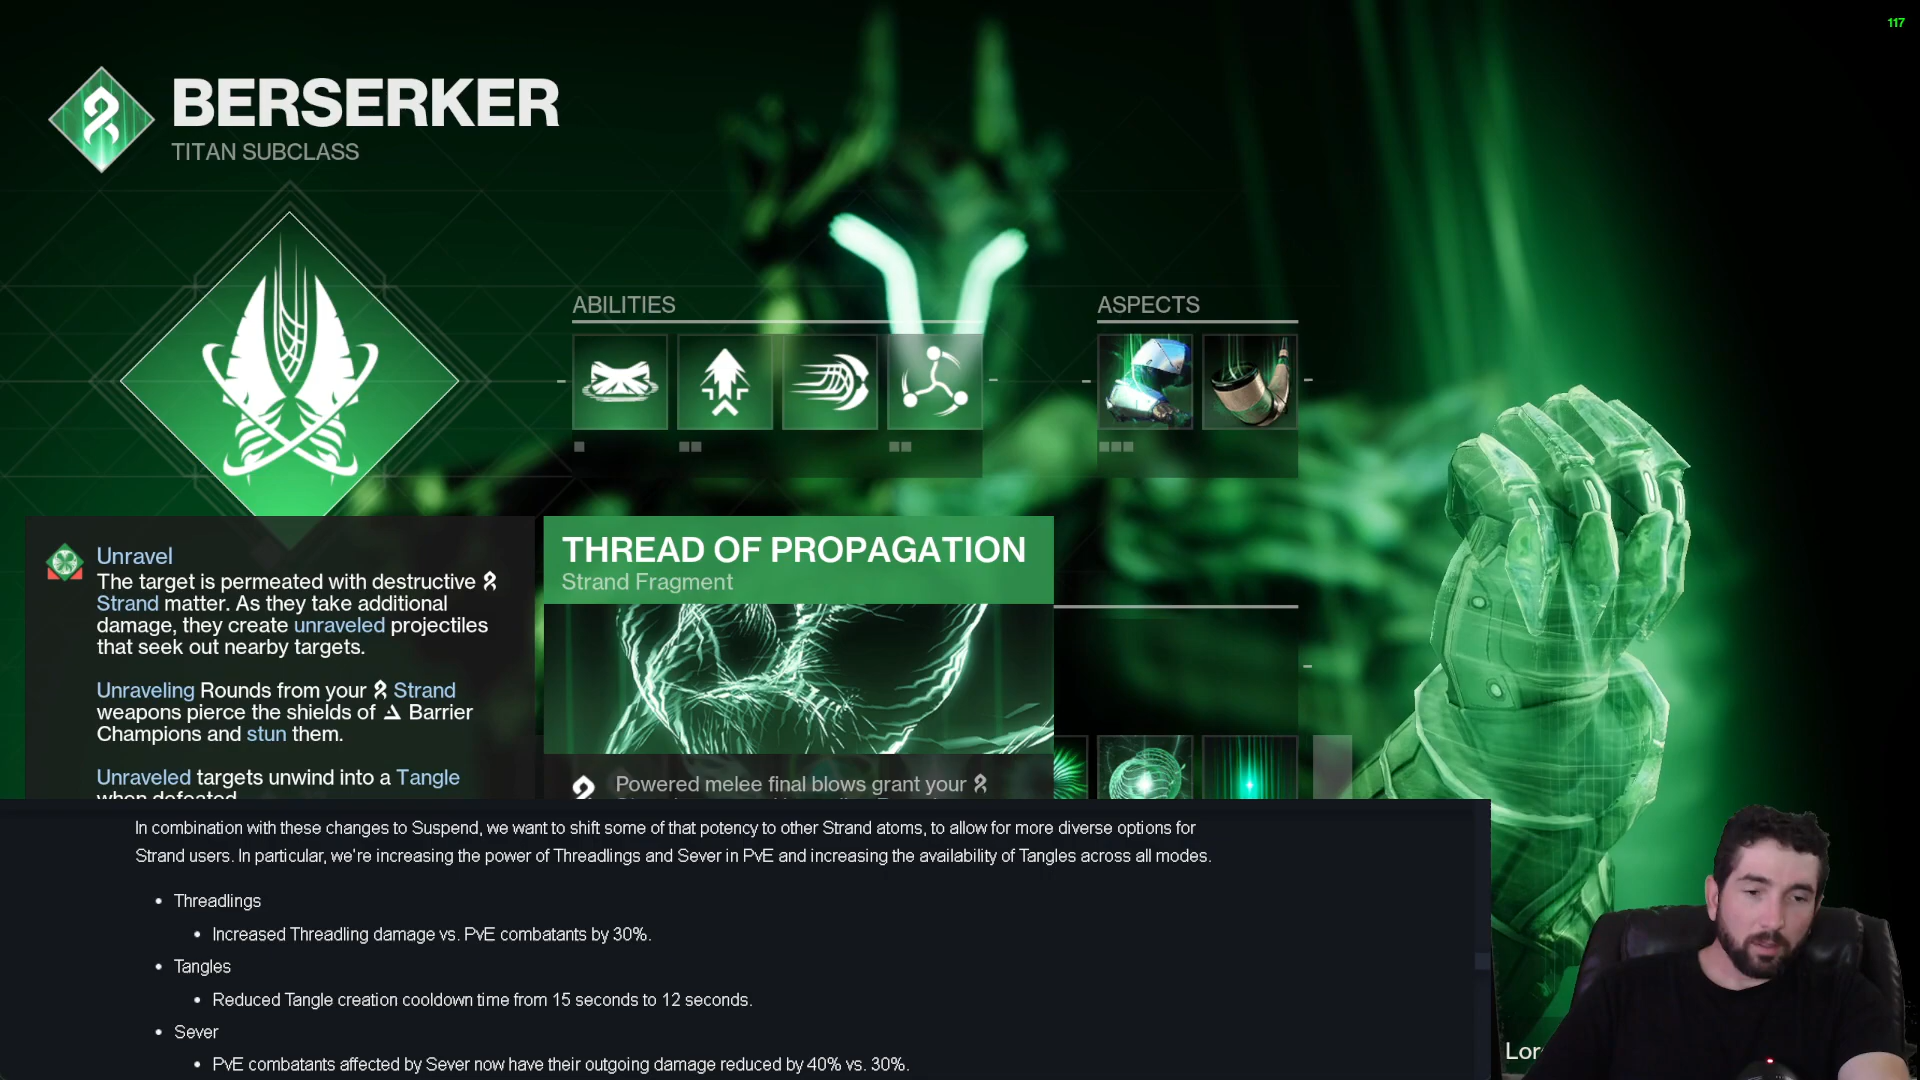 117
BERSERKER
TITAN SUBCLASS
ABILITIES
ASPECTS
Unravel
The target is permeated with destructive
Strand matter. As they take additional
damage, they create unraveled projectiles
that seek out nearby targets.
Unraveling Rounds from your Strand
weapons pierce the shields of Barrier
Champions and stun them.
Unraveled targets unwind into a Tangle
when defeated
THREAD OF PROPAGATION
Strand Fragment
Powered melee final blows grant your
In combination with these changes to Suspend, we want to shift some of that potency to other Strand atoms, to allow for more diverse options for
Strand users. In particular, we're increasing the power of Threadlings and Sever in PvE and increasing the availability of Tangles across all modes.
• Threadlings
• Increased Threadling damage vs. PvE combatants by 30%.
• Tangles
• Reduced Tangle creation cooldown time from 15 seconds to 12 seconds.
• Sever
• PvE combatants affected by Sever now have their outgoing damage reduced by 40% vs. 30%.
Lor